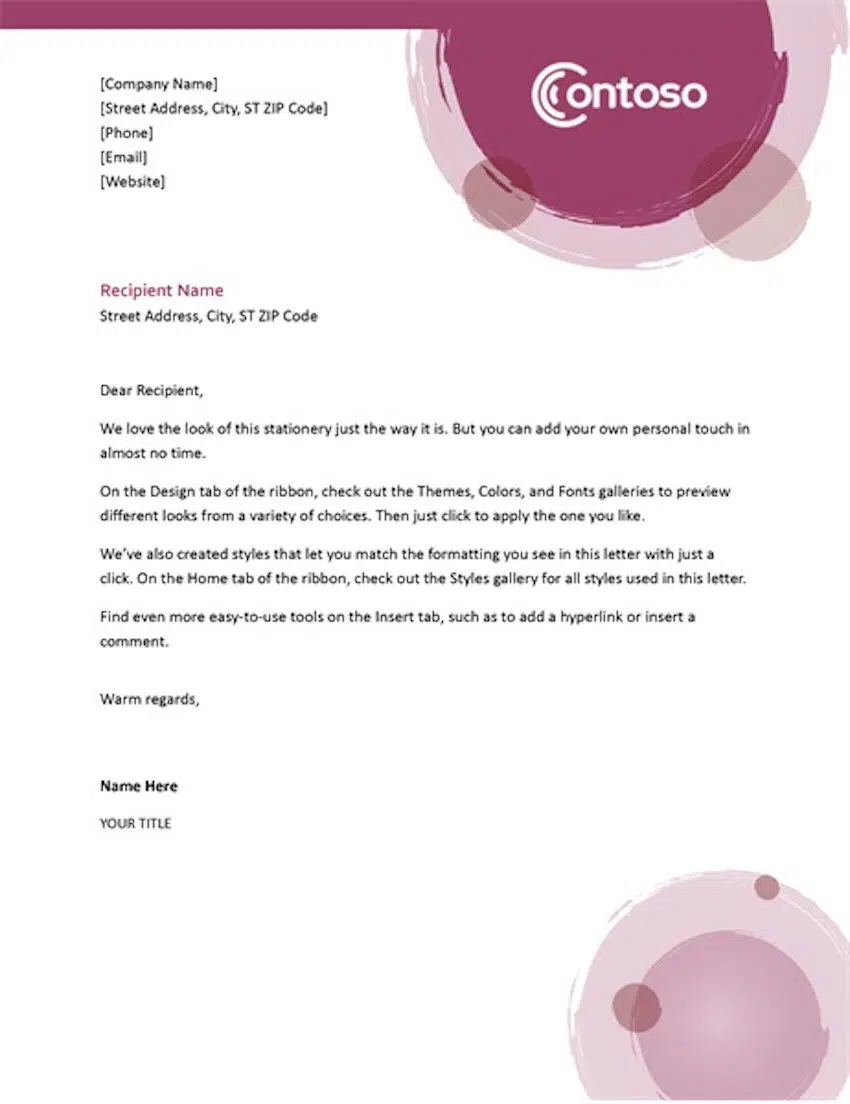 [Company Name]
[Street Address, City, ST ZIP Code]
[Phone]
[Email]
[Website]
Contoso
Recipient Name
Street Address, City, ST ZIP Code
Dear Recipient,
We love the look of this stationery just the way it is. But you can add your own personal touch in
almost no time.
On the Design tab of the ribbon, check out the Themes, Colors, and Fonts galleries to preview
different looks from a variety of choices. Then just click to apply the one you like.
We’ve also created styles that let you match the formatting you see in this letter with just a
click. On the Home tab of the ribbon, check out the Styles gallery for all styles used in this letter.
Find even more easy-to-use tools on the Insert tab, such as to add a hyperlink or insert a
comment.
Warm regards,
Name Here
YOUR TITLE